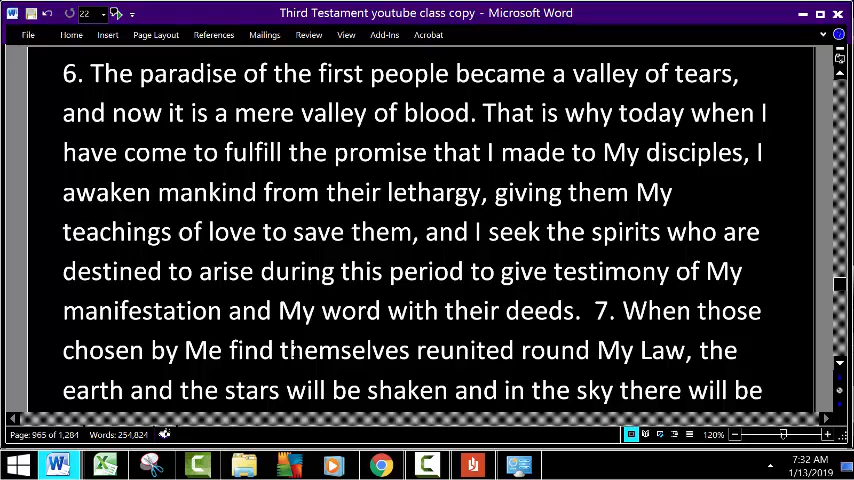 22
Third Testament youtube class copy - Microsoft Word
File Home Insert Page Layout References Mailings Review View Add-Ins Acrobat
6. The paradise of the first people became a valley of tears,
and now it is a mere valley of blood. That is why today when I
have come to fulfill the promise that I made to My disciples, I
awaken mankind from their lethargy, giving them My
teachings of love to save them, and I seek the spirits who are
destined to arise during this period to give testimony of My
manifestation and My word with their deeds.  7. When those
chosen by Me find themselves reunited round My Law, the
earth and the stars will be shaken and in the sky there will be
Page: 965 of 1,284 Words: 254,824 120%
7:32 AM
1/13/2019